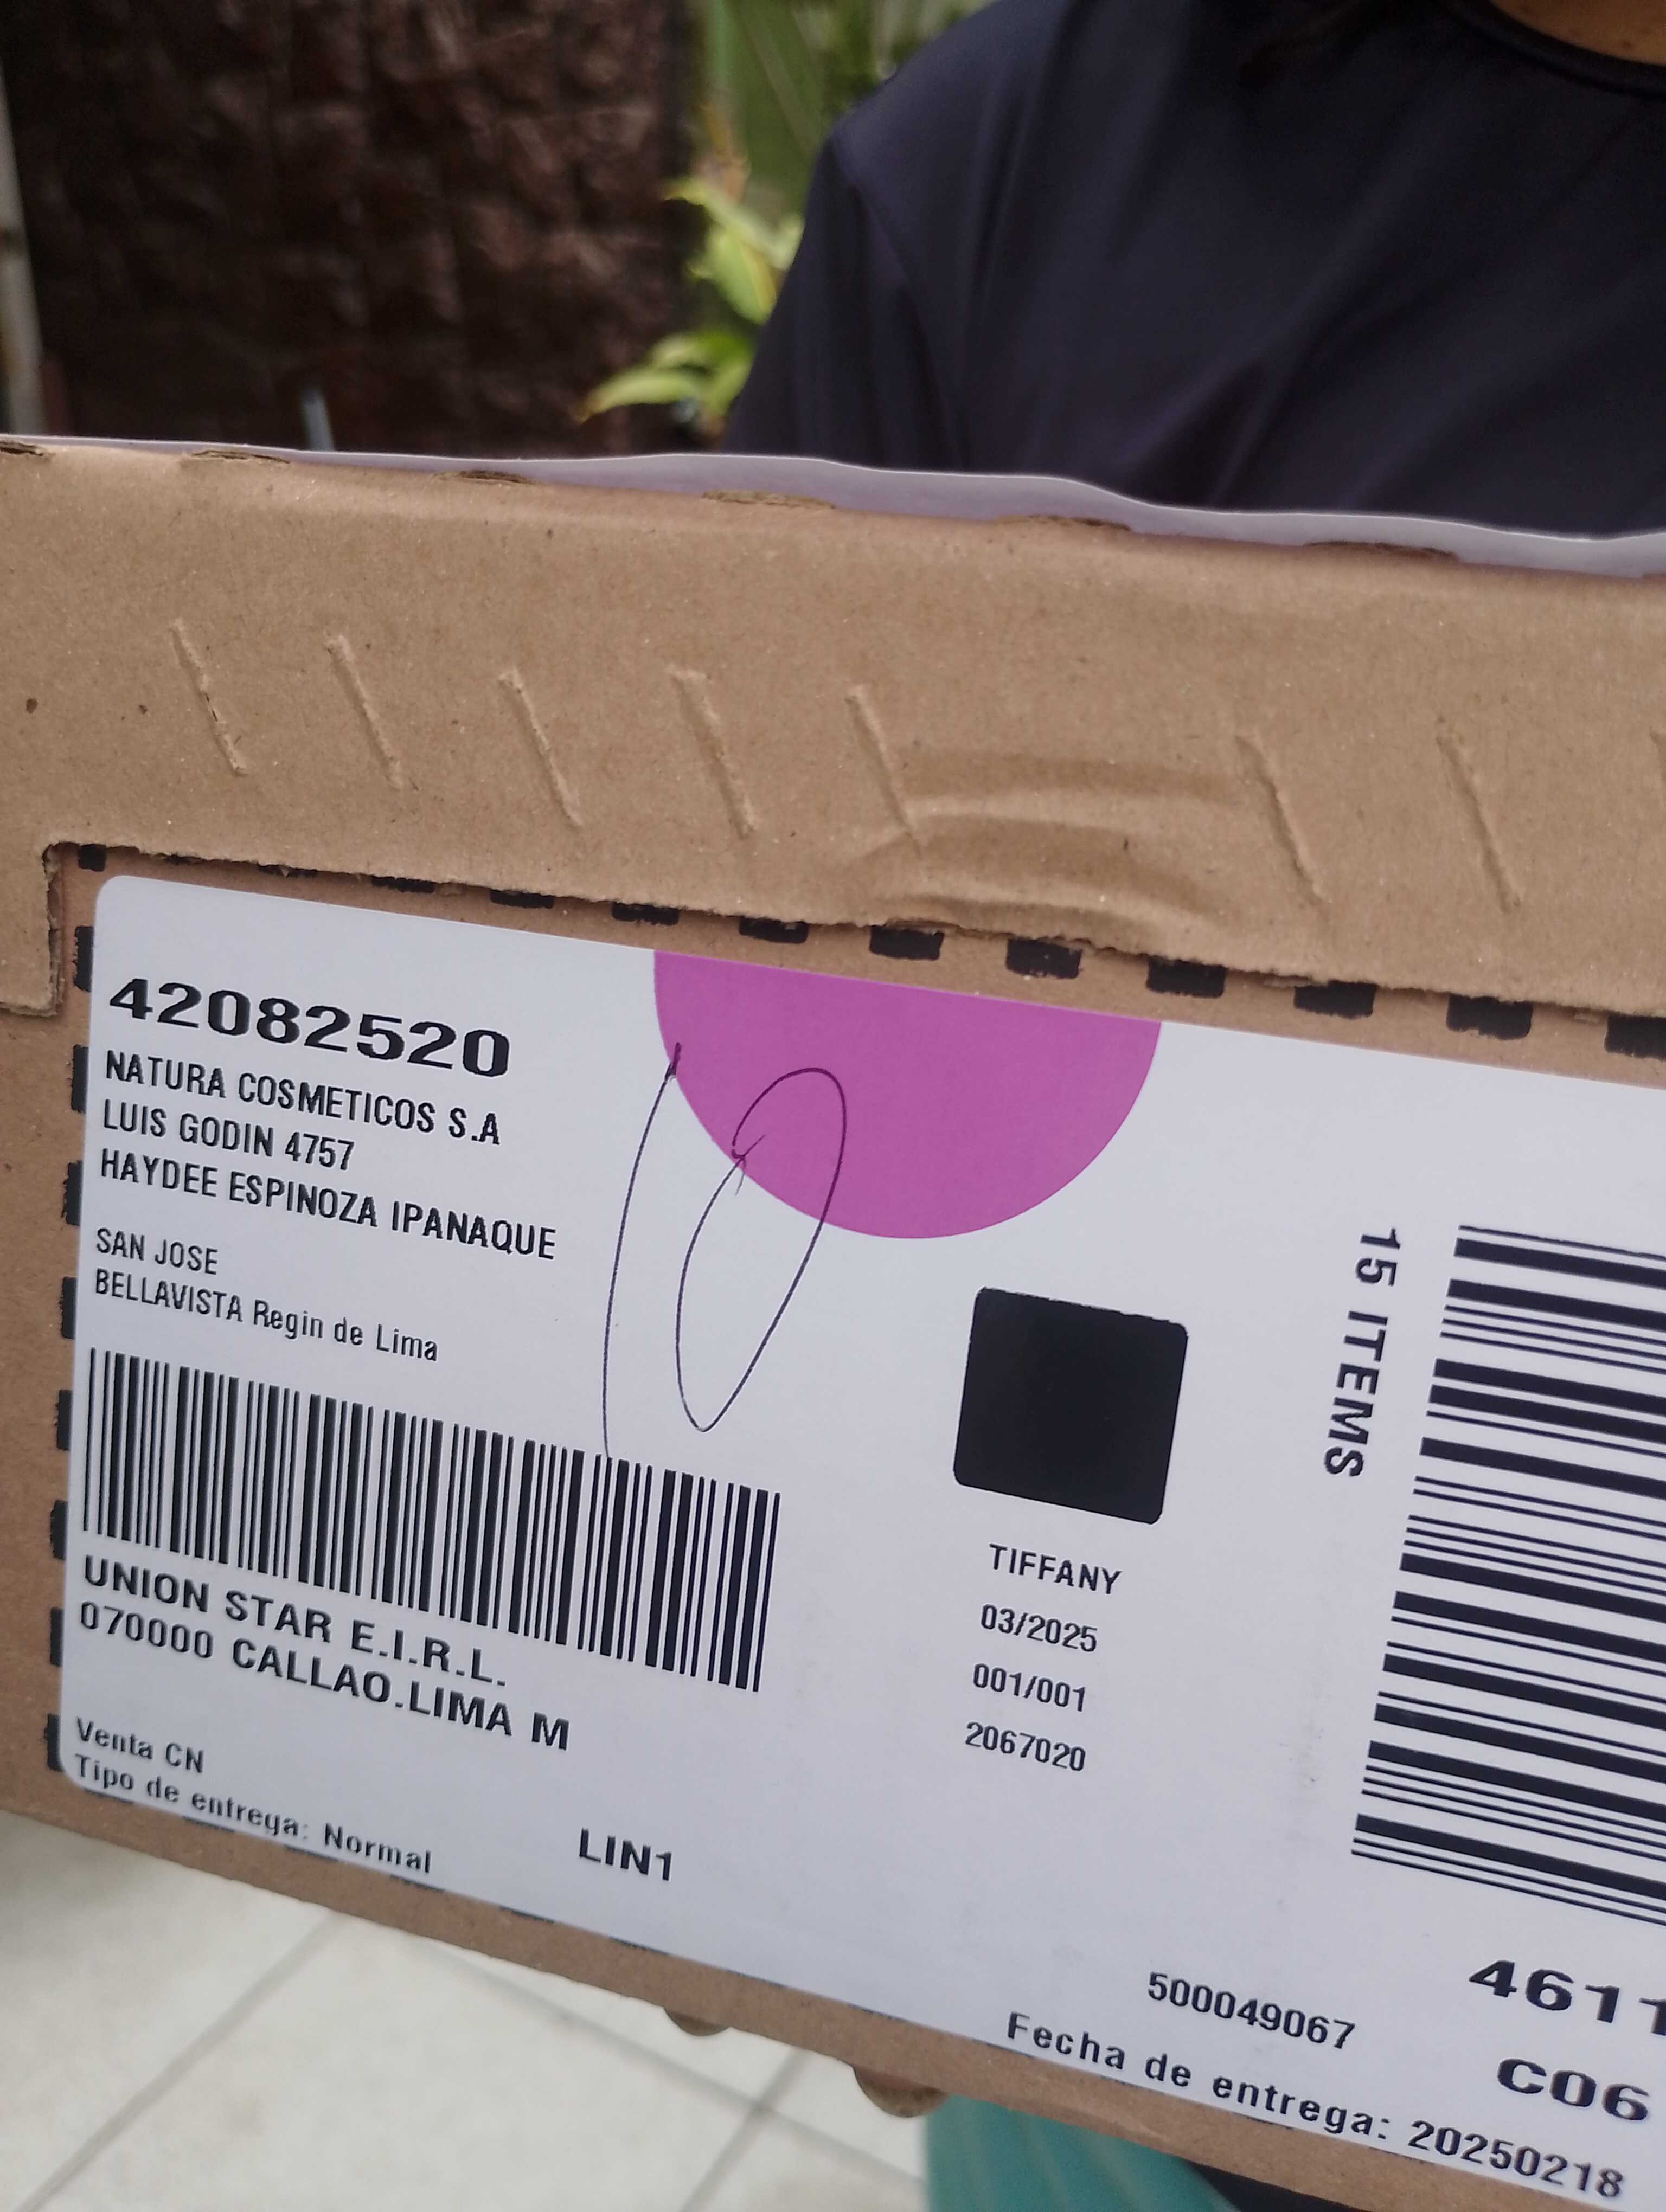 42082520
NATURA COSMETICOS S.A
LUIS GODIN 4757
HAYDEE ESPINOZA IPANAQUE
SAN JOSE
BELLAVISTA Regin de Lima
UNION STAR E.I.R.L.
070000 CALLAO.LIMA M
Venta CN
Tipo de entrega: Normal
LIN1
TIFFANY
03/2025
001/001
2067020
15 ITEMS
500049067
4611
C06
Fecha de entrega: 20250218